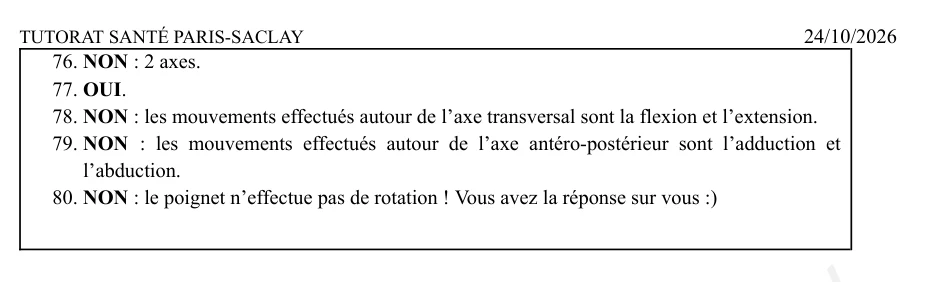 TUTORAT SANTÉ PARIS-SACLAY 24/10/2026
76. NON : 2 axes.
77. OUI.
78. NON : les mouvements effectués autour de l’axe transversal sont la flexion et l’extension.
79. NON : les mouvements effectués autour de l’axe antéro-postérieur sont l’adduction et
l’abduction.
80. NON : le poignet n’effectue pas de rotation ! Vous avez la réponse sur vous :)